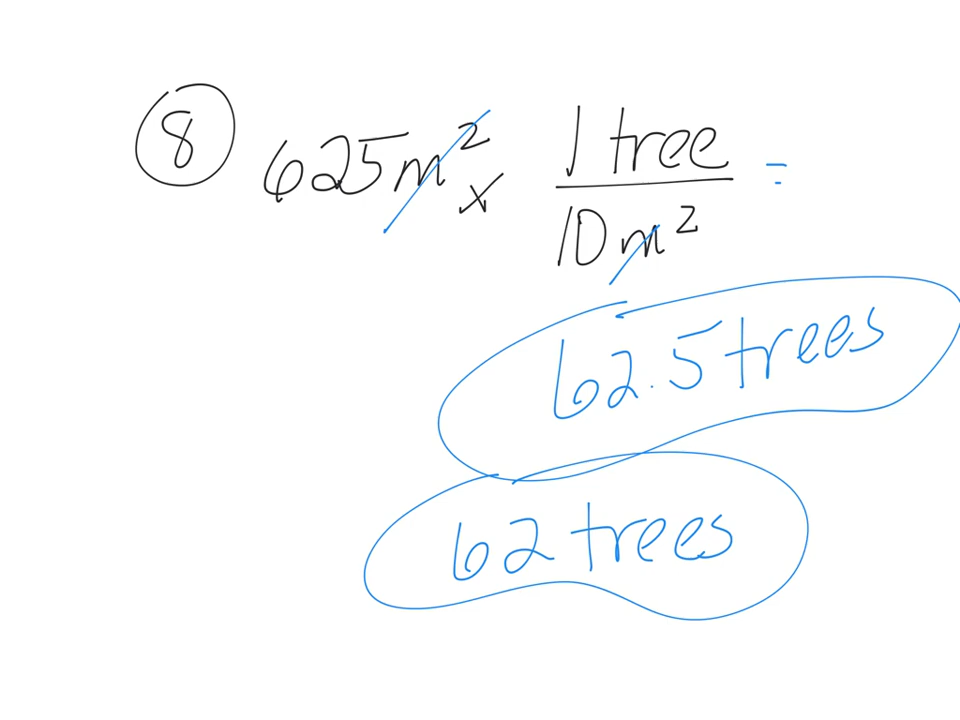 8 625m² x 1 tree =
10m²
62.5 trees
62 trees